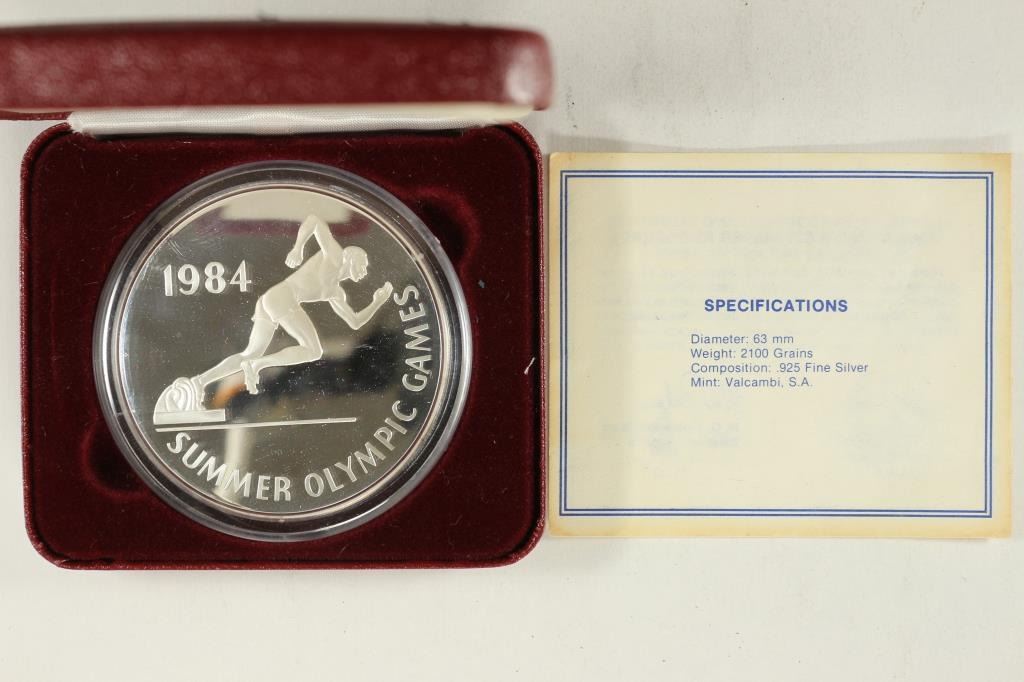 1984
SUMMER OLYMPIC GAMES
SPECIFICATIONS
Diameter: 63 mm
Weight: 2100 Grains
Composition: .925 Fine Silver
Mint: Valcambi, S.A.